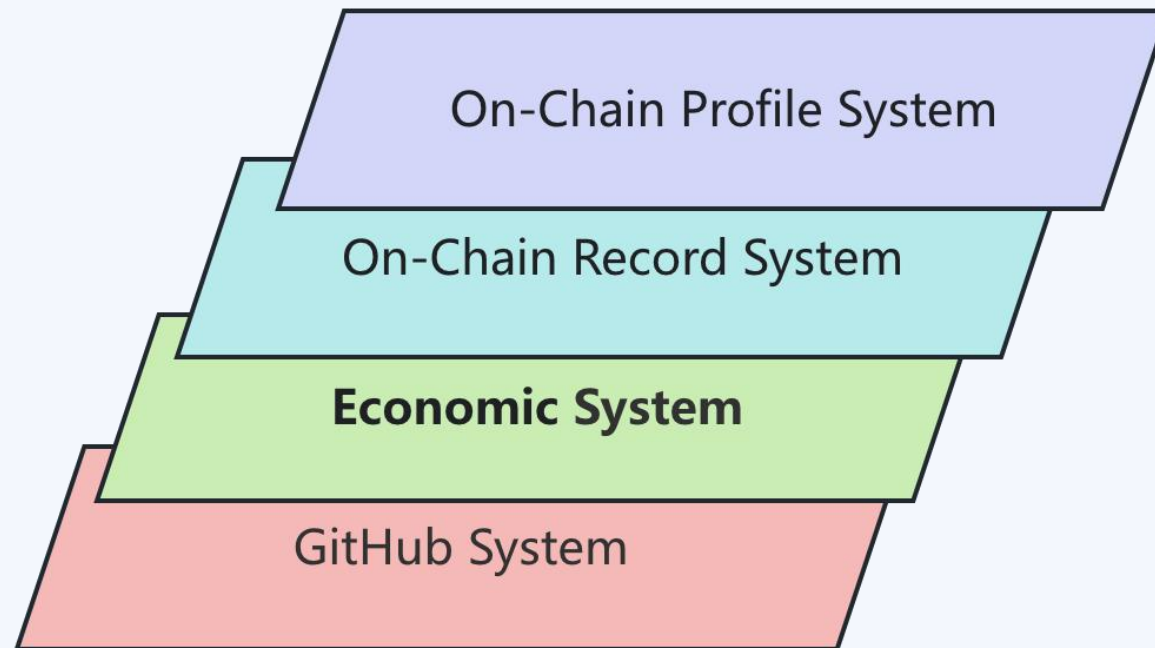 On-Chain Profile System
On-Chain Record System
Economic System
GitHub System